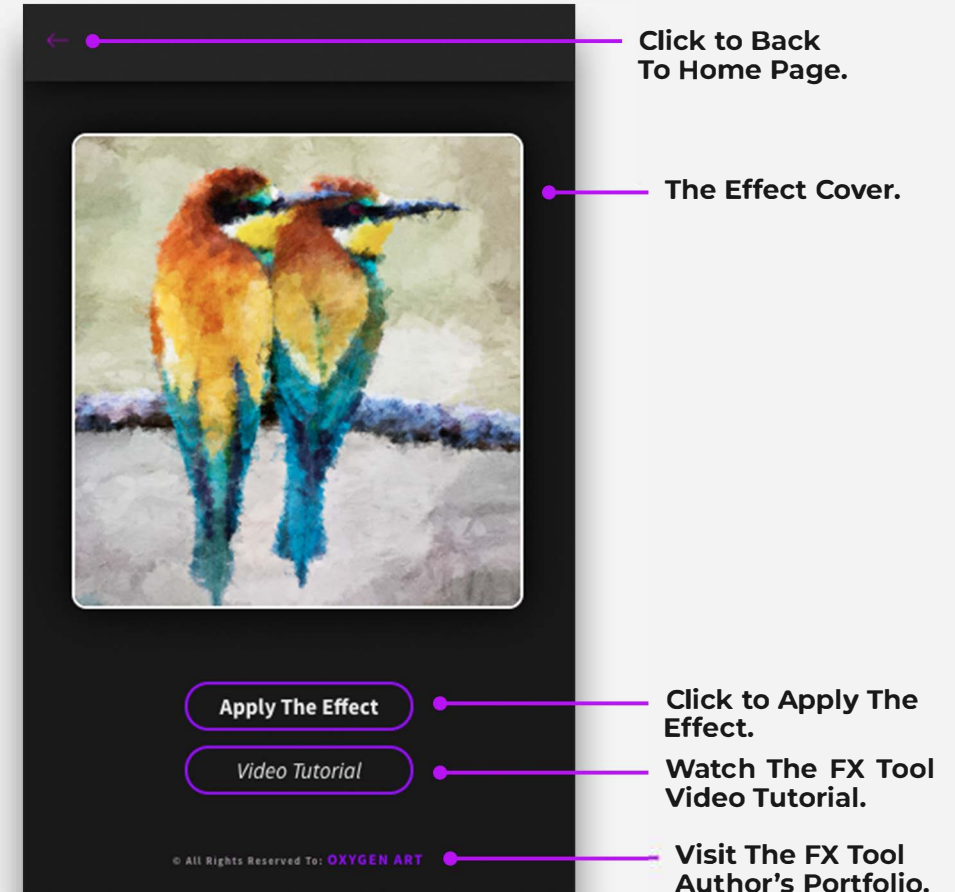 Click to Back
To Home Page.
The Effect Cover.
Apply The Effect
Click to Apply The
Effect.
Video Tutorial
Watch The FX Tool
Video Tutorial.
© All Rights Reserved To: OXYGEN ART
Visit The FX Tool
Author's Portfolio.